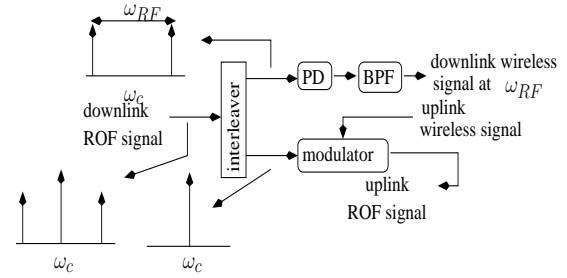 ω_RF
ω_c
downlink
ROF signal
interleaver
PD
BPF
downlink wireless
signal at ω_RF
uplink
wireless signal
modulator
uplink
ROF signal
ω_c
ω_c